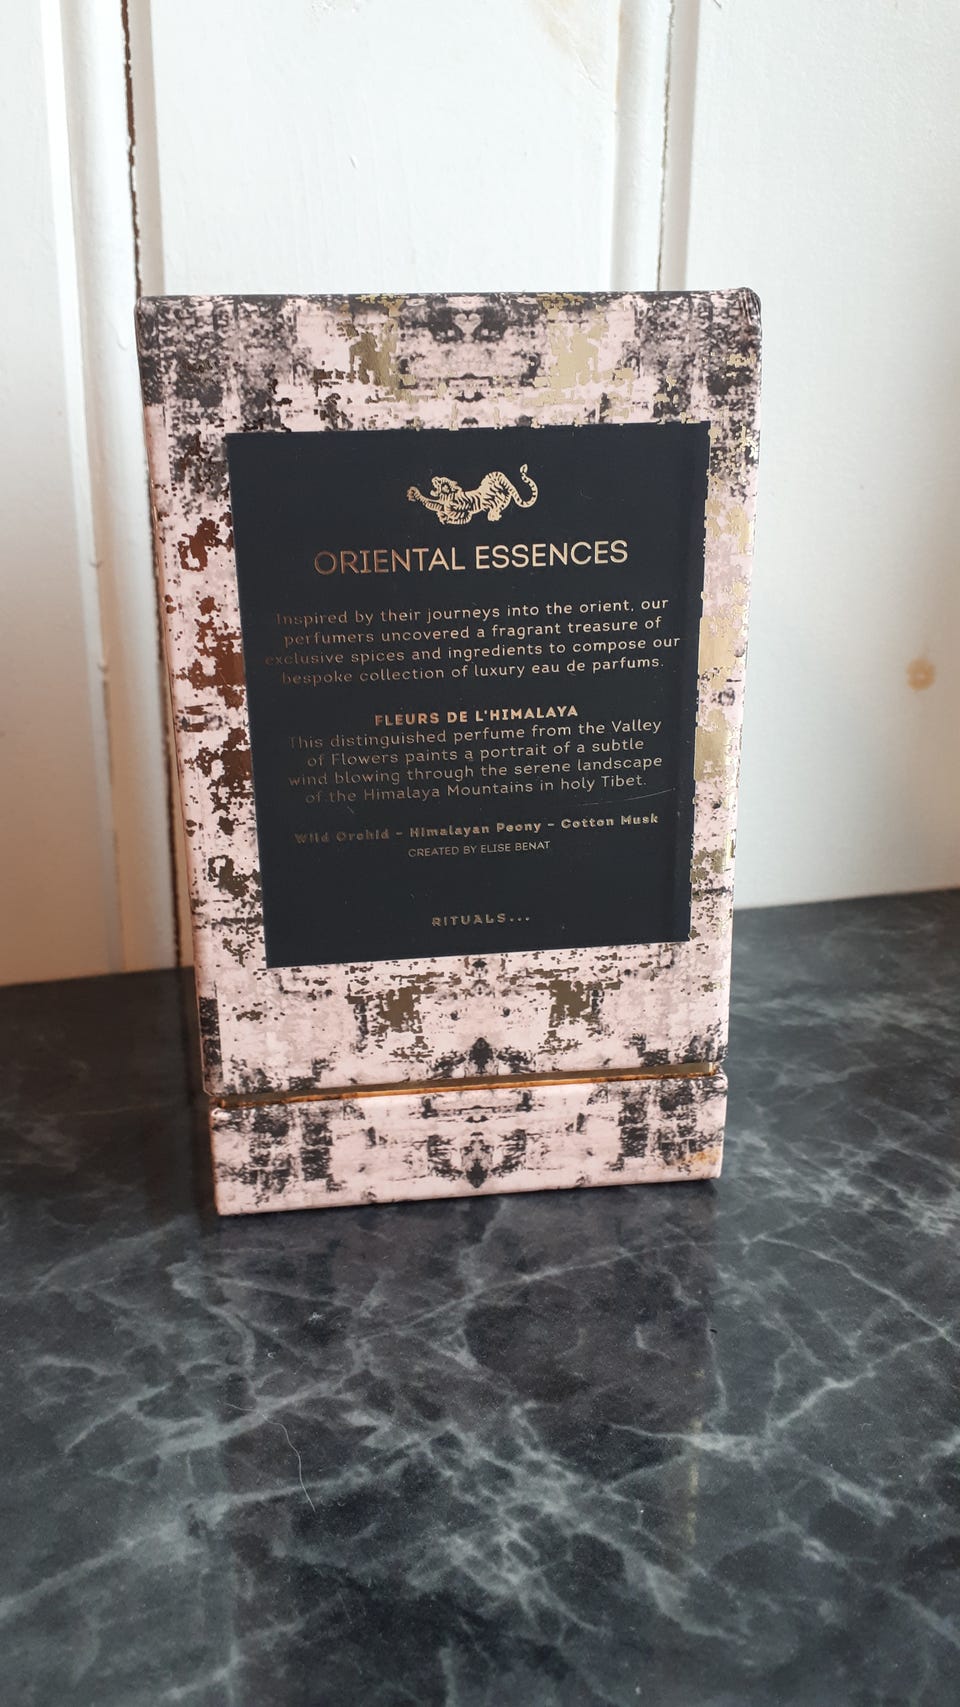 ORIENTAL ESSENCES
Inspired by their journeys into the orient, our
perfumers uncovered a fragrant treasure of
exclusive spices and ingredients to compose our
bespoke collection of luxury eau de parfums.
FLEURS DE L'HIMALAYA
This distinguished perfume from the Valley
of Flowers paints a portrait of a subtle
wind blowing through the serene landscape
of the Himalaya Mountains in holy Tibet.
Wild Orchid - Himalayan Peony - Cotton Musk
CREATED BY ELISE BENAT
RITUALS...